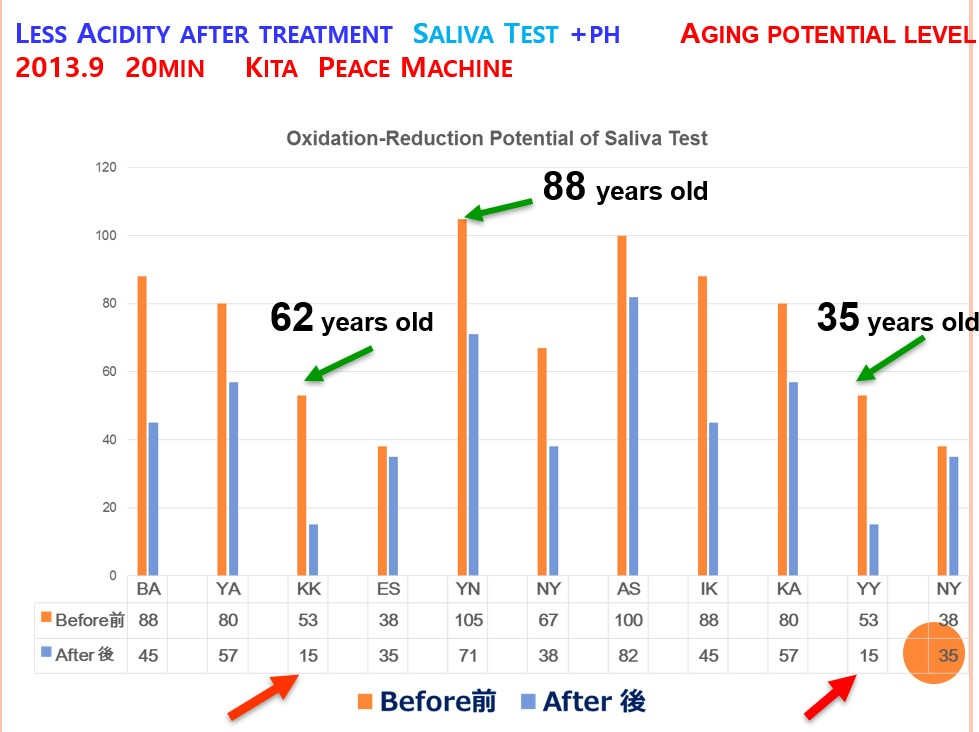 LESS ACIDITY AFTER TREATMENT SALIVA TEST +PH AGING POTENTIAL LEVEL
2013.9 20MIN KITA PEACE MACHINE
Oxidation-Reduction Potential of Saliva Test
120
88 years old
100
80
62 years old
35 years old
60
40
20
0
BA YA KK ES YN NY AS IK KA YY NY
Before前 88 80 53 38 105 67 100 88 80 53 38
After 後 45 57 15 35 71 38 82 45 57 15 35
Before前 After 後